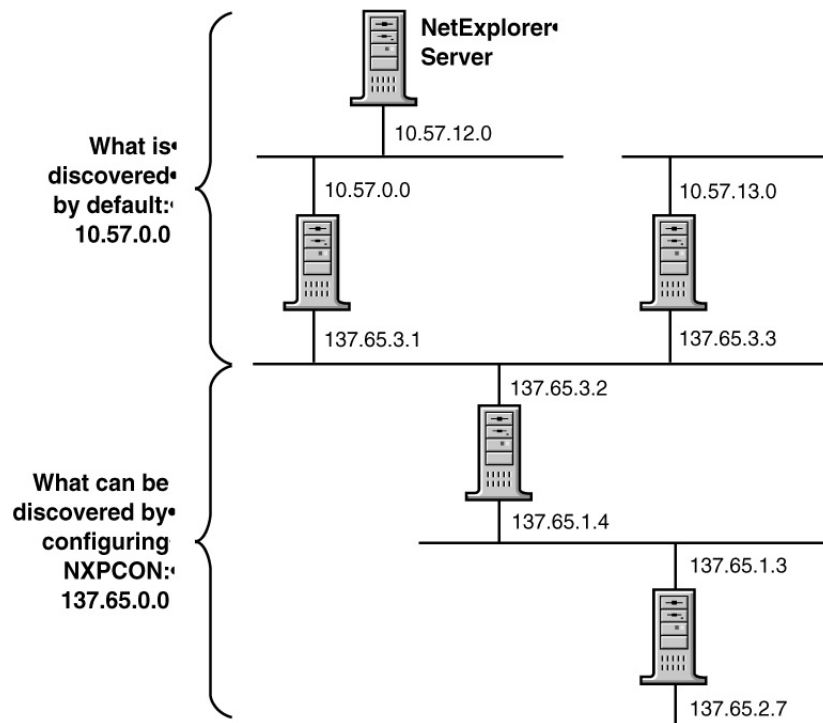 NetExplorer
Server
10.57.12.0
What is
discovered
by default:
10.57.0.0
10.57.0.0
10.57.13.0
137.65.3.1
137.65.3.3
137.65.3.2
What can be
discovered by
configuring
NXPCON:
137.65.0.0
137.65.1.4
137.65.1.3
137.65.2.7